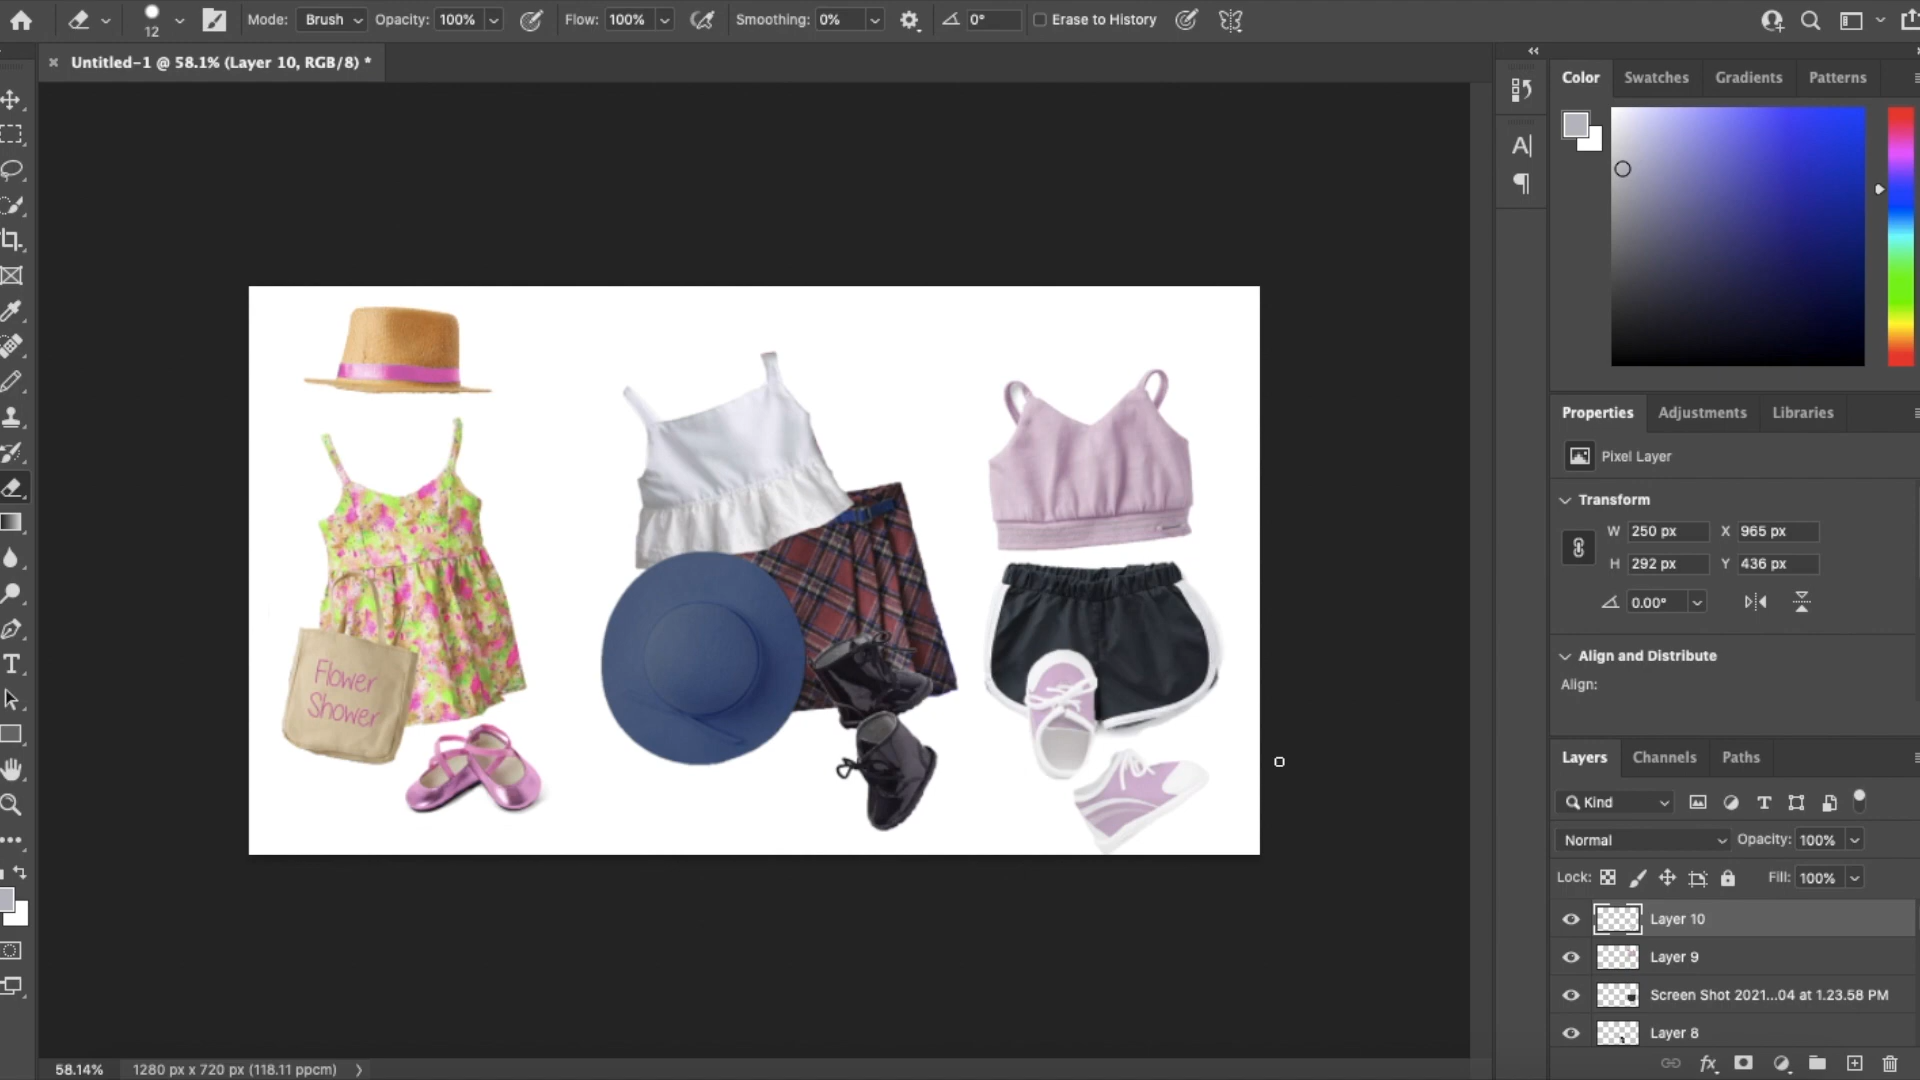 Mode: Brush Opacity: 100% Flow: 100% Smoothing: 0% 0° Erase to History
12
Untitled-1 @ 58.1% (Layer 10, RGB/8) *
Color Swatches Gradients Patterns
Properties Adjustments Libraries
Pixel Layer
Transform
W 250 px X 965 px
H 292 px Y 436 px
0.00°
Align and Distribute
Align:
Flower
Shower
Layers Channels Paths
Kind
Normal Opacity: 100%
Lock: Fill: 100%
Layer 10
Layer 9
Screen Shot 2021...04 at 1.23.58 PM
Layer 8
fx
58.14% 1280 px x 720 px (118.11 ppcm)